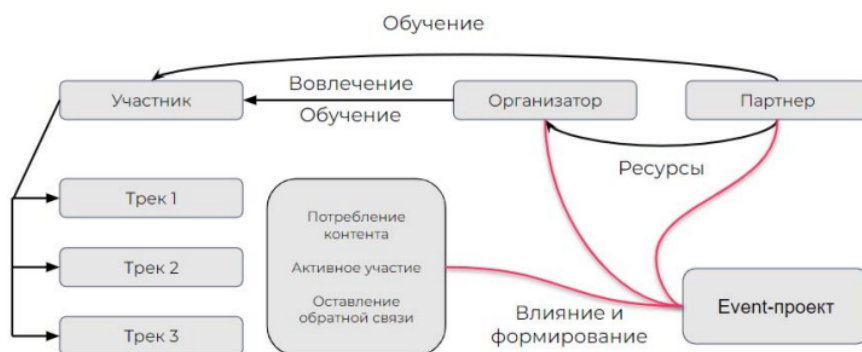 Обучение
Вовлечение
Участник
Организатор
Партнер
Обучение
Ресурсы
Трек 1
Потребление
контента
Трек 2
Активное участие
Оставление
обратной связи
Трек 3
Влияние и
формирование
Event-проект